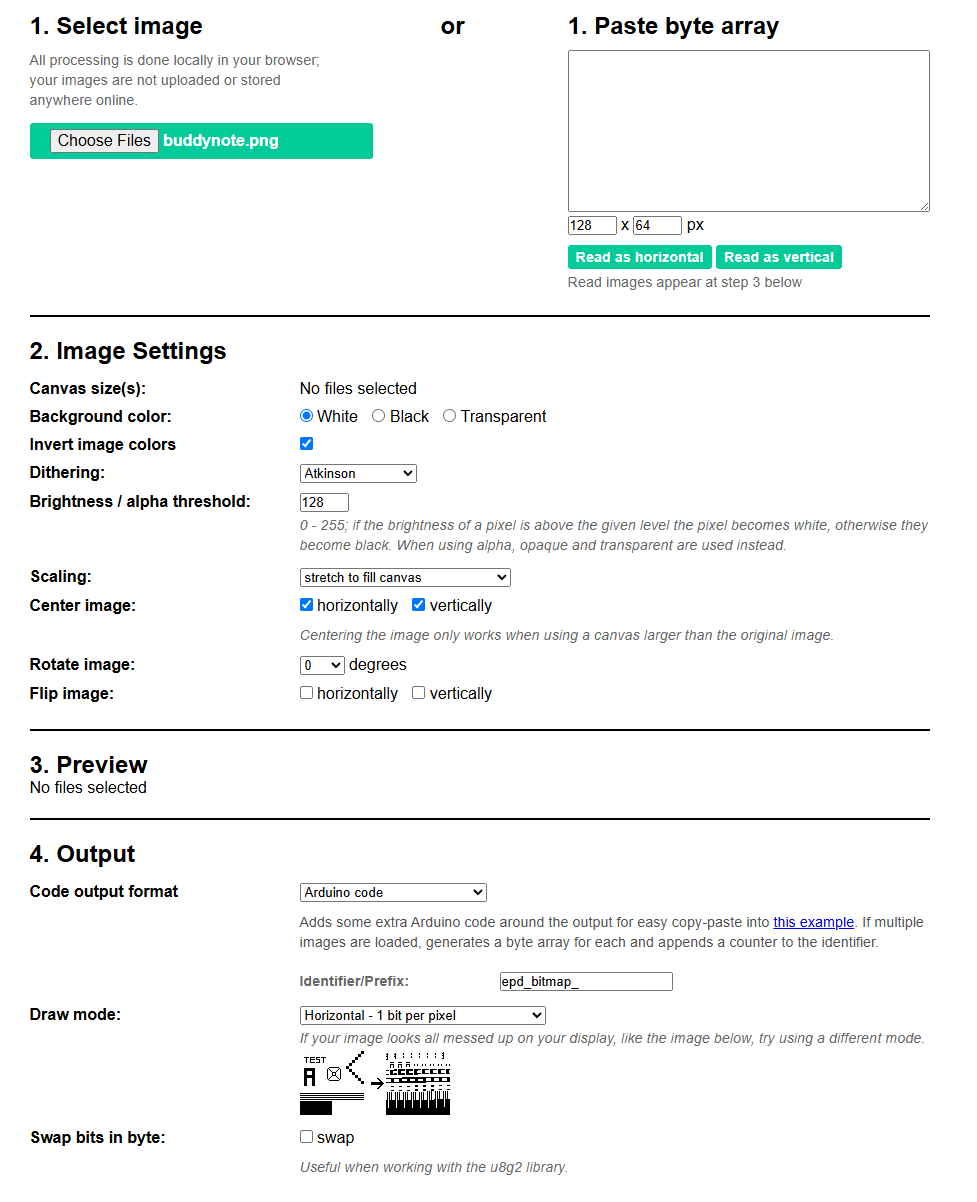 1. Select image
or
1. Paste byte array
All processing is done locally in your browser;
your images are not uploaded or stored
anywhere online.
Choose Files buddynote.png
128 x 64 px
Read as horizontal Read as vertical
Read images appear at step 3 below
2. Image Settings
Canvas size(s): No files selected
Background color: White Black Transparent
Invert image colors
Dithering: Atkinson
Brightness / alpha threshold: 128
0 - 255; if the brightness of a pixel is above the given level the pixel becomes white, otherwise they
become black. When using alpha, opaque and transparent are used instead.
Scaling: stretch to fill canvas
Center image: horizontally vertically
Centering the image only works when using a canvas larger than the original image.
Rotate image: 0 degrees
Flip image: horizontally vertically
3. Preview
No files selected
4. Output
Code output format Arduino code
Adds some extra Arduino code around the output for easy copy-paste into this example. If multiple
images are loaded, generates a byte array for each and appends a counter to the identifier.
Identifier/Prefix: epd_bitmap_
Draw mode: Horizontal - 1 bit per pixel
If your image looks all messed up on your display, like the image below, try using a different mode.
TEST
A
Swap bits in byte: swap
Useful when working with the u8g2 library.